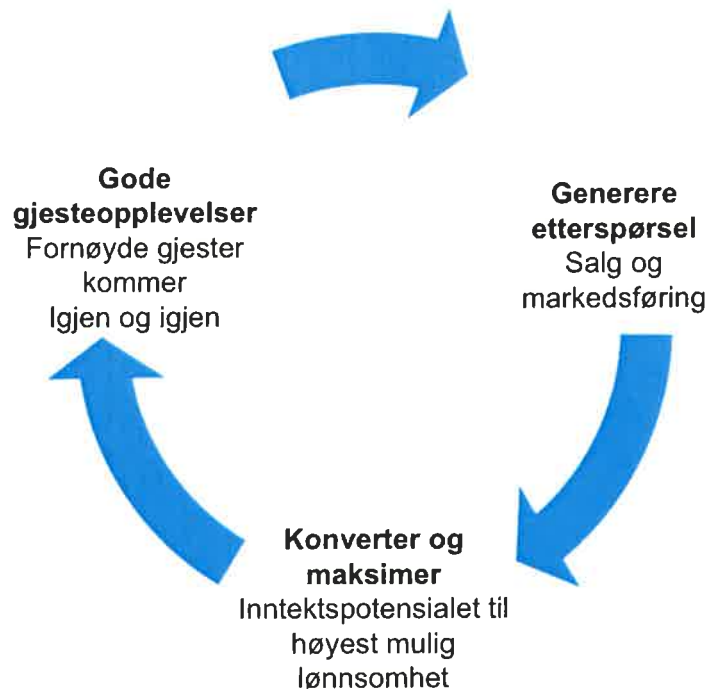 Gode
gjesteopplevelser
Fornøyde gjester
kommer
Igjen og igjen
Generere
etterspørsel
Salg og
markedsføring
Konverter og
maksimer
Inntektspotensialet til
høyest mulig
lønnsomhet